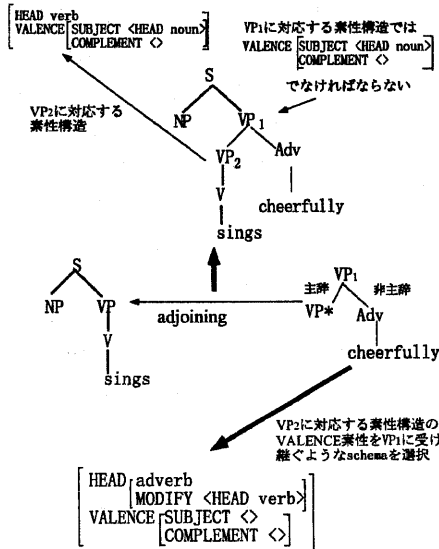 HEAD verb
VALENCE SUBJECT <HEAD noun>
COMPLEMENT <>
VP1に対応する素性構造では
VALENCE SUBJECT <HEAD noun>
COMPLEMENT <>
でなければならない
VP2に対応する
素性構造
S
NP VP1
VP2 Adv
V
cheerfully
sings
S
NP VP
V
sings
adjoining
主辞 VP1 非主辞
VP* Adv
cheerfully
VP2に対応する素性構造の
VALENCE素性をVP1に受け
継ぐようなschemaを選択
HEAD adverb
MODIFY <HEAD verb>
VALENCE SUBJECT <>
COMPLEMENT <>